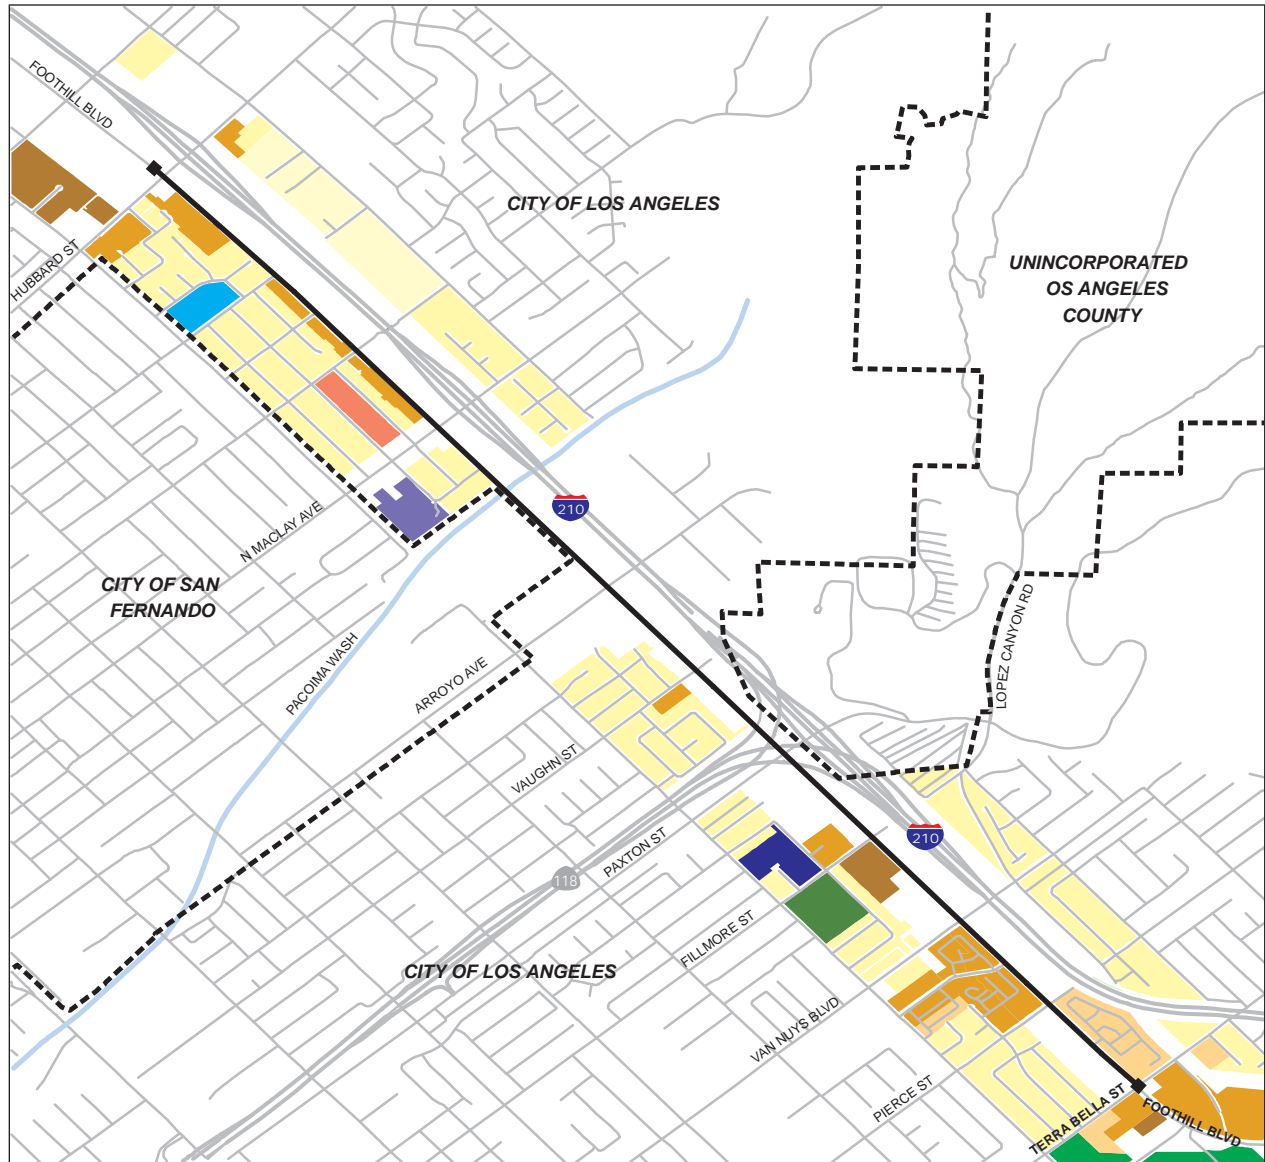 FOOTHILL BLVD
CITY OF LOS ANGELES
HUBBARD ST
UNINCORPORATED
OS ANGELES
COUNTY
210
N MACLAY AVE
CITY OF SAN
FERNANDO
LOPEZ CANYON RD
PACOIMA WASH
ARROYO AVE
VAUGHN ST
210
PAXTON ST
118
FILLMORE ST
CITY OF LOS ANGELES
VAN NUYS BLVD
PIERCE ST
TERRA BELLA ST
FOOTHILL BLVD